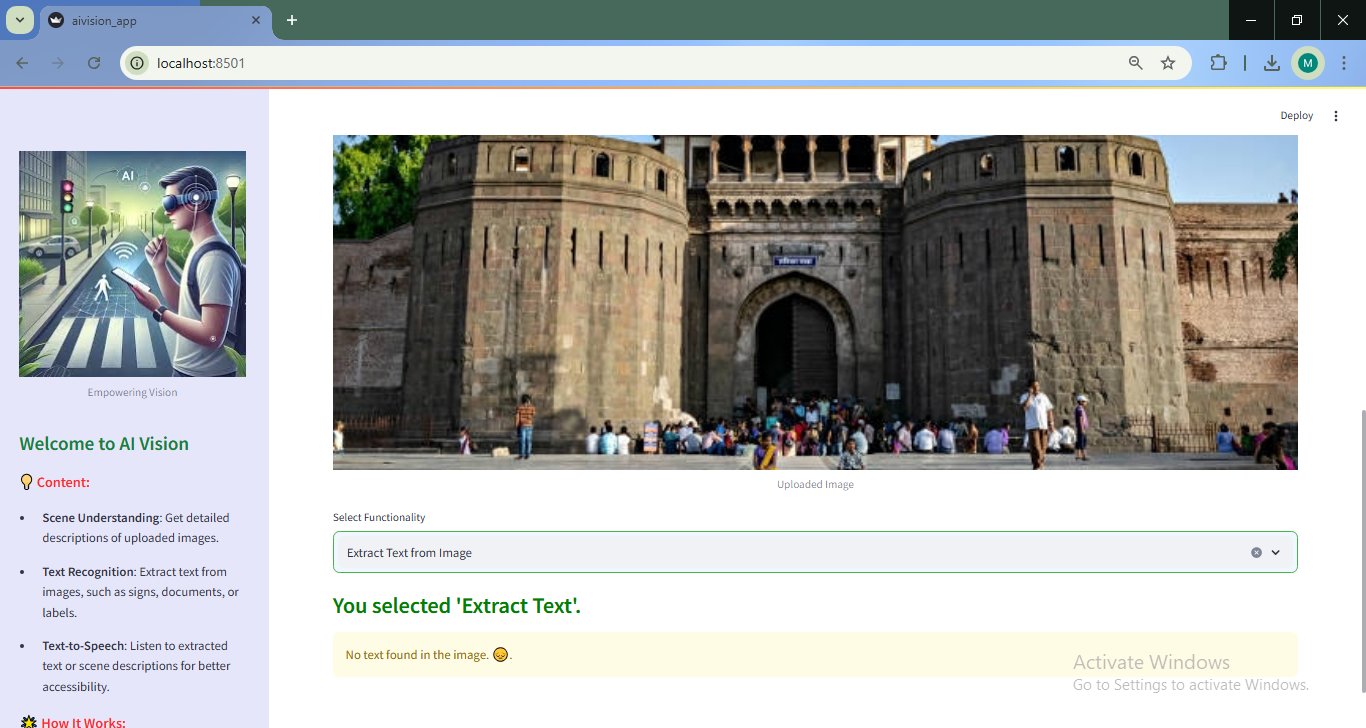 aivision_app
localhost:8501
M
Deploy
AI
Empowering Vision
Welcome to AI Vision
Content:
Scene Understanding: Get detailed
descriptions of uploaded images.
Text Recognition: Extract text from
images, such as signs, documents, or
labels.
Text-to-Speech: Listen to extracted
text or scene descriptions for better
accessibility.
How It Works:
Uploaded Image
Select Functionality
Extract Text from Image
You selected 'Extract Text'.
No text found in the image. 😞.
Activate Windows
Go to Settings to activate Windows.